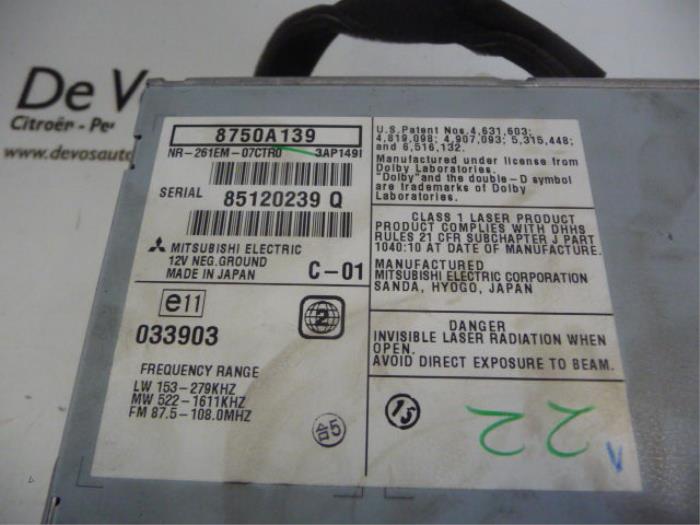 De V
Citroën - Pe
www.devosauto
8750A139
NR-261EM-07CTR0 3AP149I
SERIAL 85120239 Q
MITSUBISHI ELECTRIC
12V NEG.GROUND
MADE IN JAPAN C-01
e11
033903
2
FREQUENCY RANGE
LW 153-279KHZ
MW 522-1611KHZ
FM 87.5-108.0MHZ
合5
U.S.Patent Nos.4,631,603;
4,819,098; 4,907,093; 5,315,448;
and 6,516,132.
Manufactured under license from
Dolby Laboratories.
"Dolby" and the double-D symbol
are trademarks of Dolby
Laboratories.
CLASS 1 LASER PRODUCT
PRODUCT COMPLIES WITH DHHS
RULES 21 CFR SUBCHAPTER J PART
1040:10 AT DATE OF MANUFACTURE.
MANUFACTURED
MITSUBISHI ELECTRIC CORPORATION
SANDA, HYOGO, JAPAN
DANGER
INVISIBLE LASER RADIATION WHEN
OPEN.
AVOID DIRECT EXPOSURE TO BEAM.
15
22
V